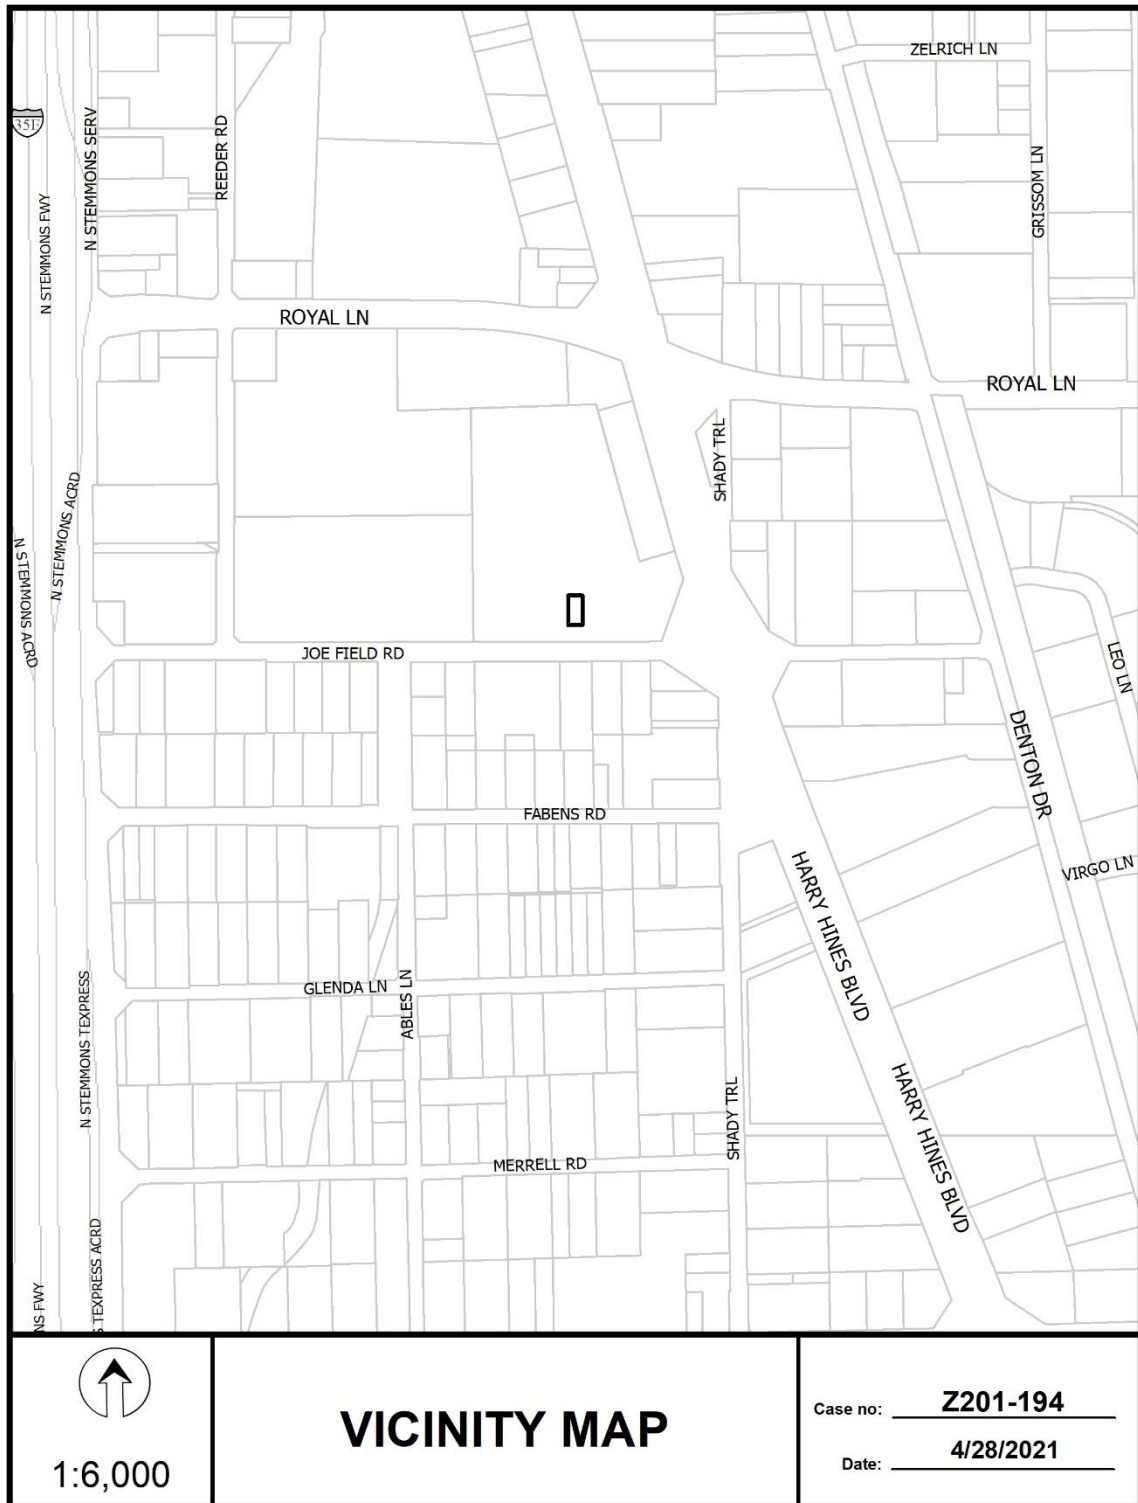 ZELRICH LN
35E
N STEMMONS SERV
REEDER RD
GRISSOM LN
N STEMMONS FWY
ROYAL LN
ROYAL LN
SHADY TRL
N STEMMONS ACRD
N STEMMONS ACRD
JOE FIELD RD
LEO LN
DENTON DR
FABENS RD
VIRGO LN
HARRY HINES BLVD
GLENDA LN
ABLES LN
N STEMMONS TEXPRESS
HARRY HINES BLVD
SHADY TRL
MERRELL RD
S TEXPRESS ACRD
NS FWY
1:6,000
VICINITY MAP
Case no: Z201-194
Date: 4/28/2021